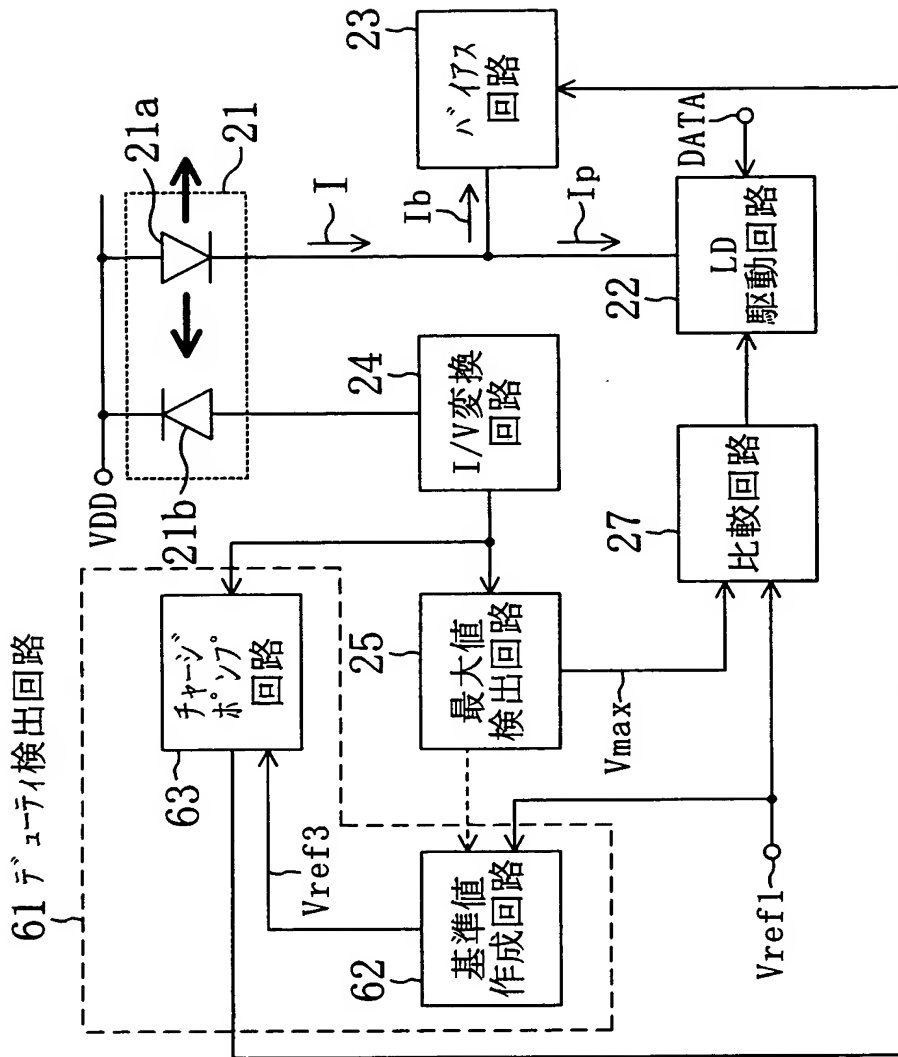 61 デューティ検出回路
VDD
21a
21
21b
I
Ib
Ip
23
バイアス
回路
24
I/V変換
回路
63
チャージ
ポンプ
回路
25
最大値
検出回路
Vref3
Vmax
62
基準値
作成回路
27
比較回路
22
LD
駆動回路
DATA
Vref1